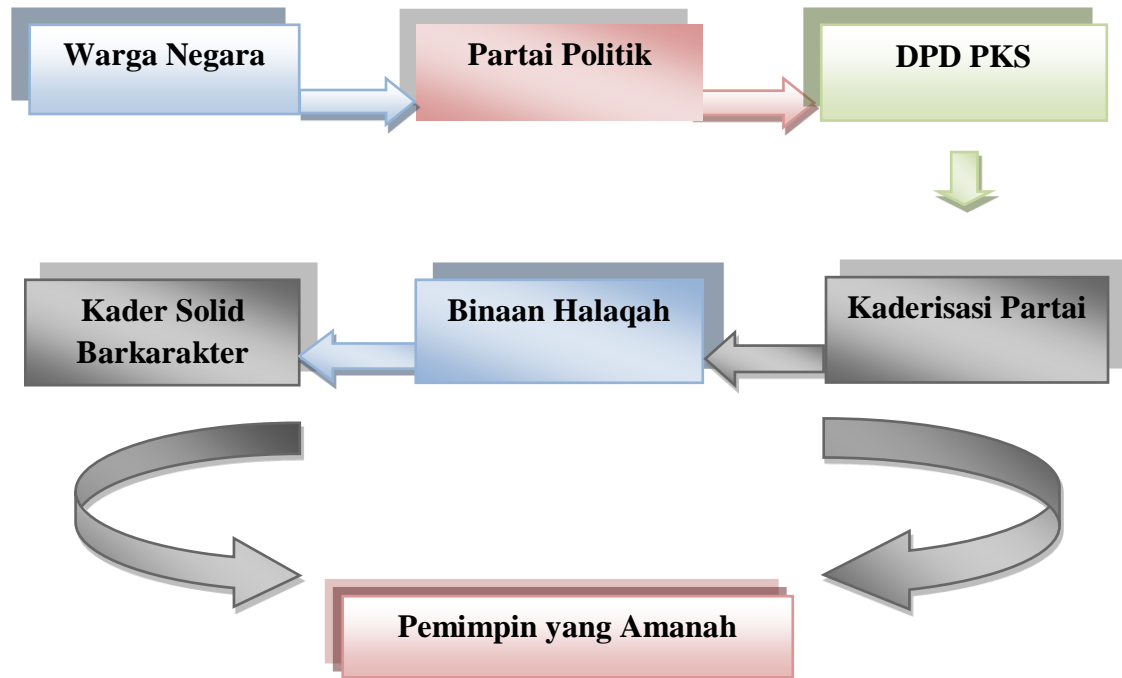 Warga Negara
Partai Politik
DPD PKS
Kader Solid
Barkarakter
Binaan Halaqah
Kaderisasi Partai
Pemimpin yang Amanah